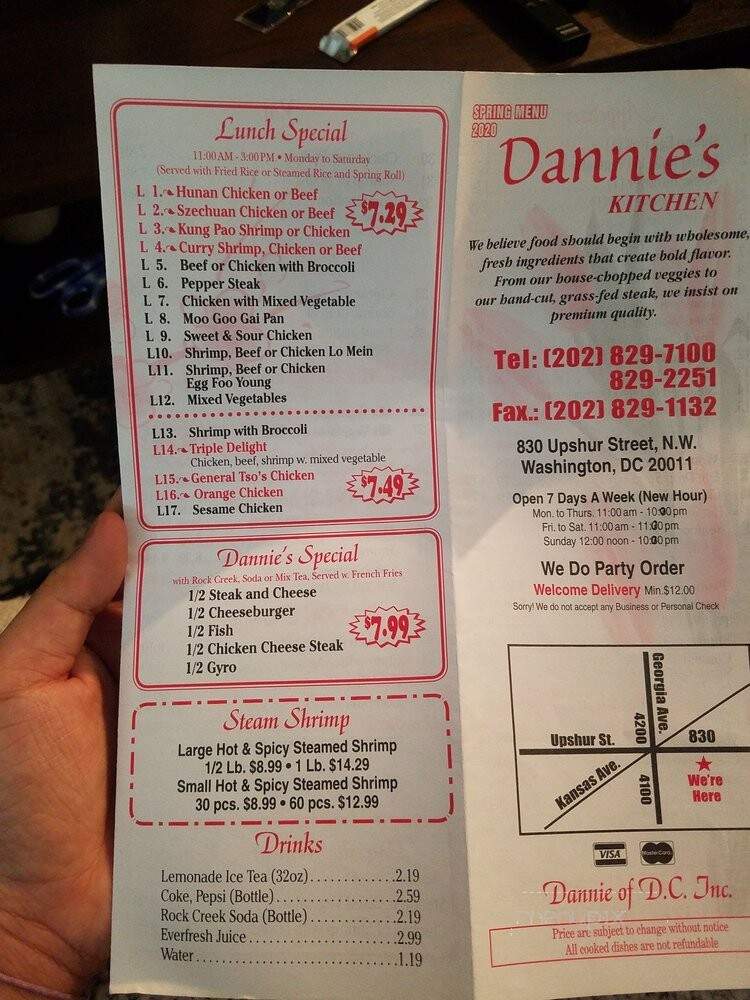 Lunch Special
11:00 AM - 3:00 PM • Monday to Saturday
(Served with Fried Rice or Steamed Rice and Spring Roll)
L 1. Hunan Chicken or Beef
L 2. Szechuan Chicken or Beef
L 3. Kung Pao Shrimp or Chicken
L 4. Curry Shrimp, Chicken or Beef
$7.29
L 5. Beef or Chicken with Broccoli
L 6. Pepper Steak
L 7. Chicken with Mixed Vegetable
L 8. Moo Goo Gai Pan
L 9. Sweet & Sour Chicken
L10. Shrimp, Beef or Chicken Lo Mein
L11. Shrimp, Beef or Chicken
Egg Foo Young
L12. Mixed Vegetables
L13. Shrimp with Broccoli
L14. Triple Delight
Chicken, beef, shrimp w. mixed vegetable
L15. General Tso's Chicken
L16. Orange Chicken
L17. Sesame Chicken
$7.49
Dannie's Special
with Rock Creek, Soda or Mix Tea, Served w. French Fries
1/2 Steak and Cheese
1/2 Cheeseburger
1/2 Fish
1/2 Chicken Cheese Steak
1/2 Gyro
$7.99
Steam Shrimp
Large Hot & Spicy Steamed Shrimp
1/2 Lb. $8.99 • 1 Lb. $14.29
Small Hot & Spicy Steamed Shrimp
30 pcs. $8.99 • 60 pcs. $12.99
Drinks
Lemonade Ice Tea (32oz).............2.19
Coke, Pepsi (Bottle)....................2.59
Rock Creek Soda (Bottle)..............2.19
Everfresh Juice..........................2.99
Water.....................................1.19
SPRING MENU
2020
Dannie's
KITCHEN
We believe food should begin with wholesome,
fresh ingredients that create bold flavor.
From our house-chopped veggies to
our hand-cut, grass-fed steak, we insist on
premium quality.
Tel: (202) 829-7100
829-2251
Fax.: (202) 829-1132
830 Upshur Street, N.W.
Washington, DC 20011
Open 7 Days A Week (New Hour)
Mon. to Thurs. 11:00 am - pm
Fri. to Sat. 11:00 am - pm
Sunday 12:00 noon - pm
We Do Party Order
Welcome Delivery Min.$12.00
Sorry! We do not accept any Business or Personal Check
Georgia Ave.
4200
Upshur St.
830
Kansas Ave.
4100
We're
Here
VISA
MasterCard
Dannie of D.C. Inc.
Price are subject to change without notice
All cooked dishes are not refundable